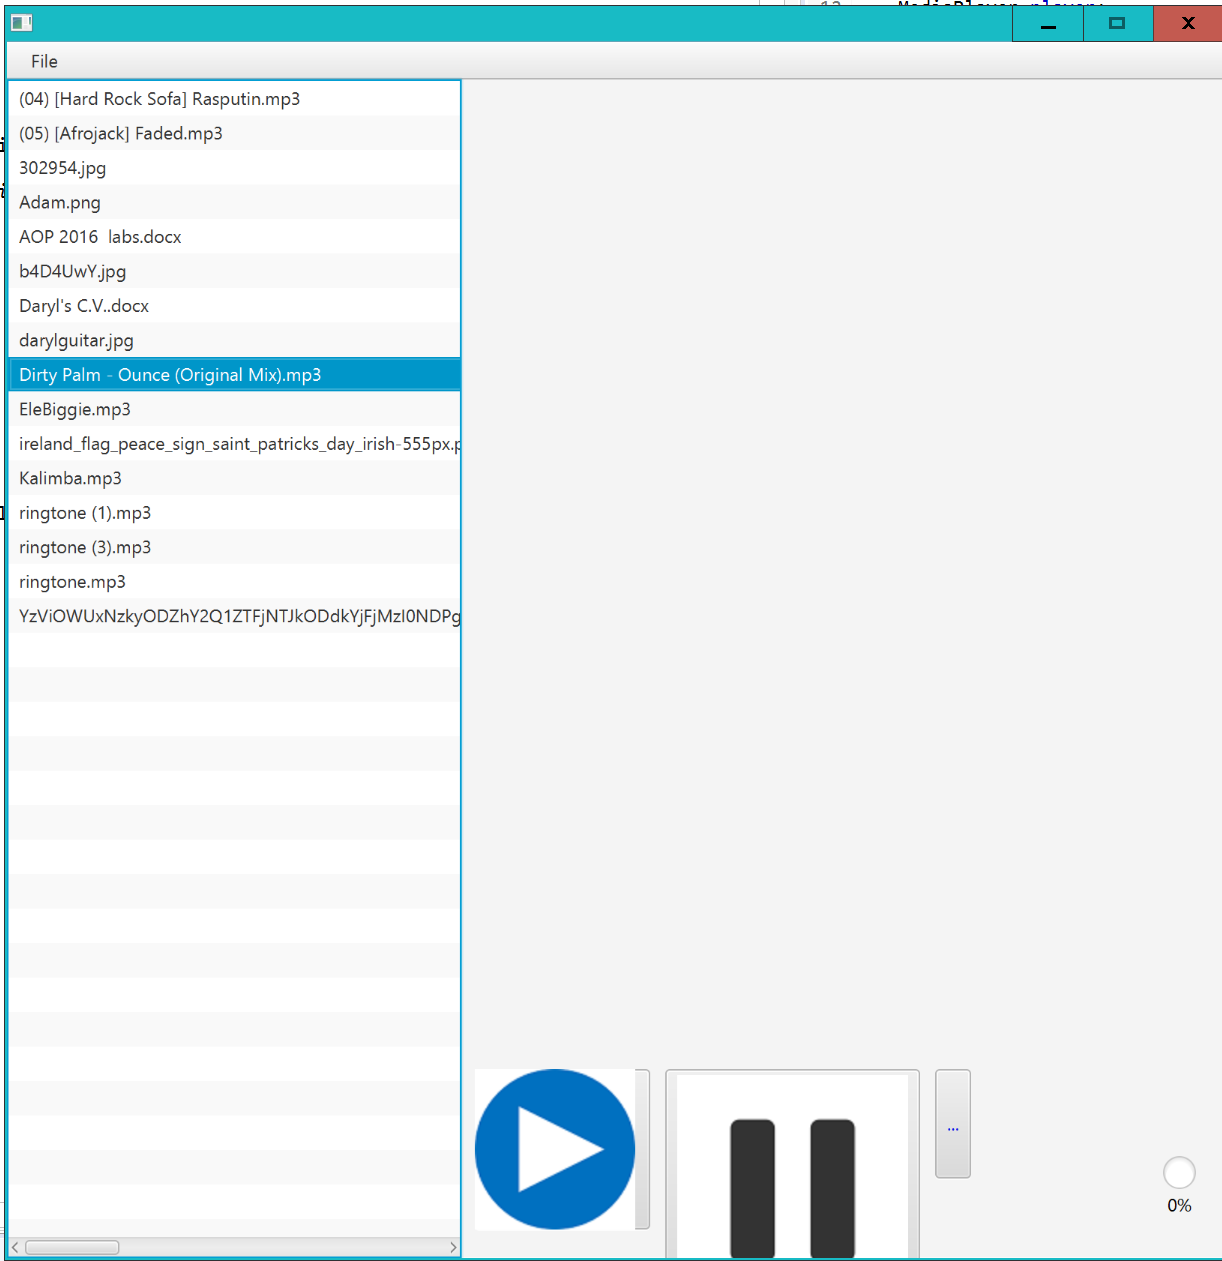 File
(04) [Hard Rock Sofa] Rasputin.mp3
(05) [Afrojack] Faded.mp3
302954.jpg
Adam.png
AOP 2016  labs.docx
b4D4UwY.jpg
Daryl's C.V..docx
darylguitar.jpg
Dirty Palm - Ounce (Original Mix).mp3
EleBiggie.mp3
ireland_flag_peace_sign_saint_patricks_day_irish-555px.p
Kalimba.mp3
ringtone (1).mp3
ringtone (3).mp3
ringtone.mp3
...
0%